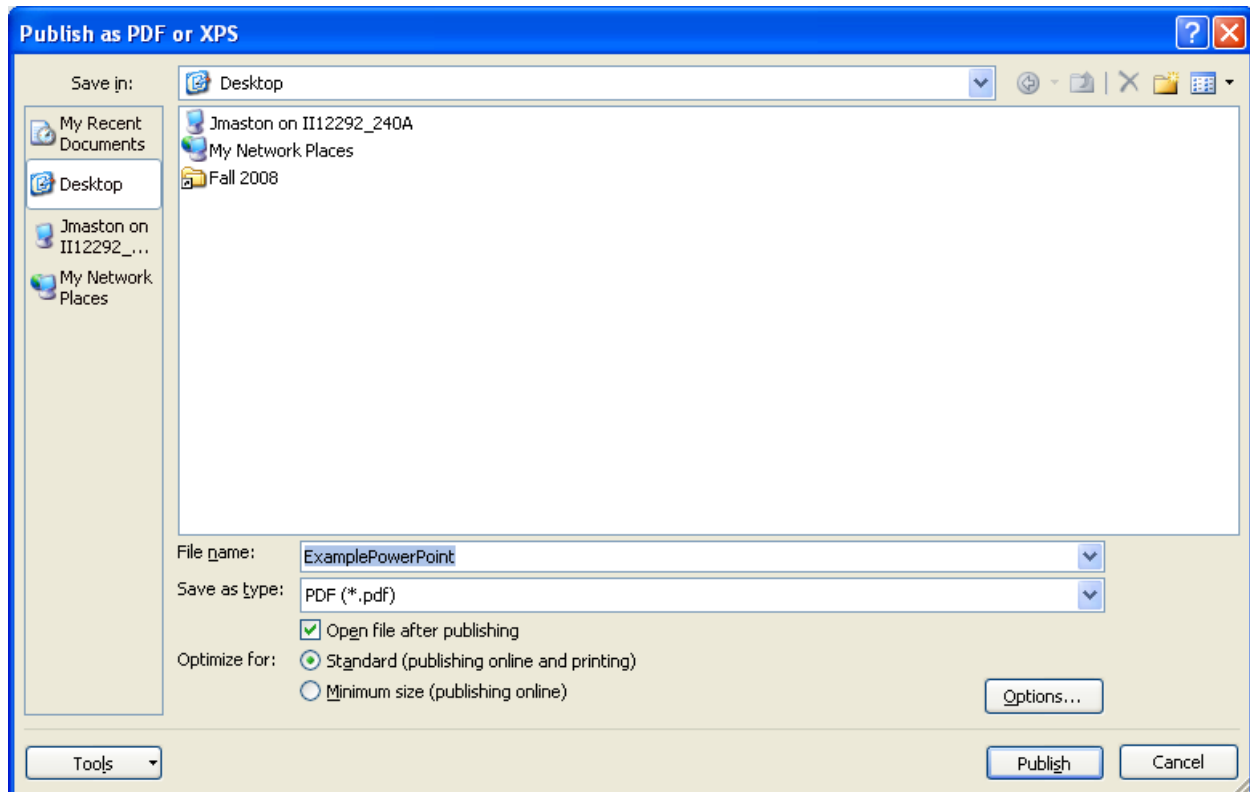 Publish as PDF or XPS
Save in:
Desktop
My Recent
Documents
Desktop
Jmaston on
II12292_...
My Network
Places
Jmaston on II12292_240A
My Network Places
Fall 2008
File name:
ExamplePowerPoint
Save as type:
PDF (*.pdf)
Open file after publishing
Optimize for:
Standard (publishing online and printing)
Minimum size (publishing online)
Options...
Tools
Publish
Cancel